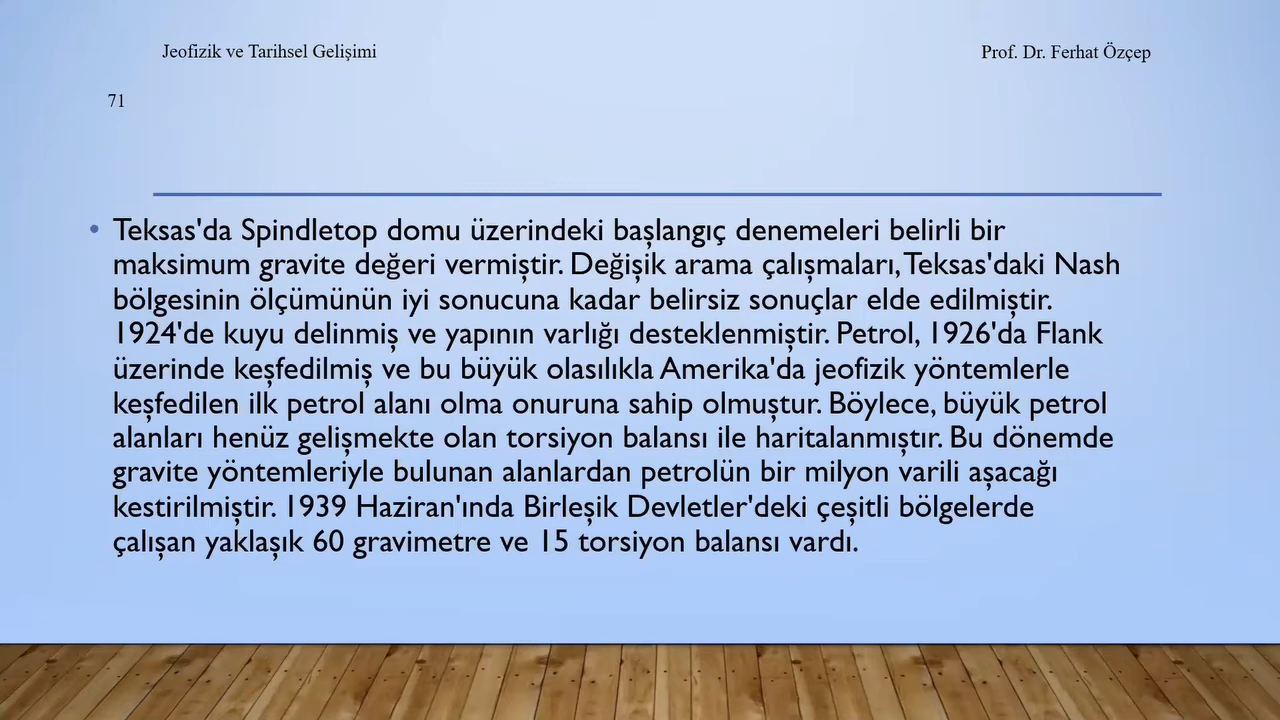 Jeofizik ve Tarihsel Gelişimi
Prof. Dr. Ferhat Özçep
71
• Teksas'da Spindletop domu üzerindeki başlangıç denemeleri belirli bir
maksimum gravite değeri vermiştir. Değişik arama çalışmaları, Teksas'daki Nash
bölgesinin ölçümünün iyi sonucuna kadar belirsiz sonuçlar elde edilmiştir.
1924'de kuyu delinmiş ve yapının varlığı desteklenmiştir. Petrol, 1926'da Flank
üzerinde keşfedilmiş ve bu büyük olasılıkla Amerika'da jeofizik yöntemlerle
keşfedilen ilk petrol alanı olma onuruna sahip olmuştur. Böylece, büyük petrol
alanları henüz gelişmekte olan torsiyon balansı ile haritalanmıştır. Bu dönemde
gravite yöntemleriyle bulunan alanlardan petrolün bir milyon varili aşacağı
kestirilmiştir. 1939 Haziran'ında Birleşik Devletler'deki çeşitli bölgelerde
çalışan yaklaşık 60 gravimetre ve 15 torsiyon balansı vardı.